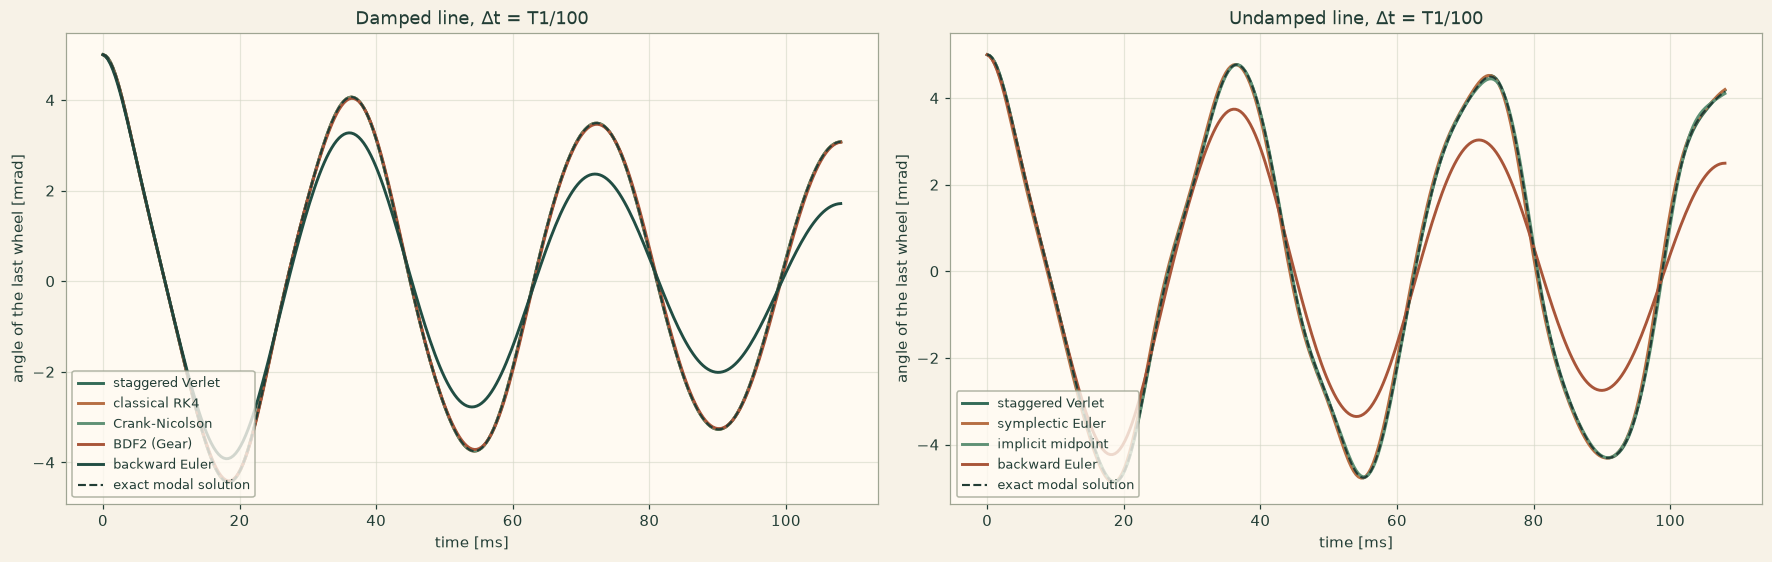 Damped line, Δt = T1/100
angle of the last wheel [mrad]
4
2
0
−2
−4
staggered Verlet
classical RK4
Crank-Nicolson
BDF2 (Gear)
backward Euler
exact modal solution
0
20
40
60
80
100
time [ms]
Undamped line, Δt = T1/100
angle of the last wheel [mrad]
4
2
0
−2
−4
staggered Verlet
symplectic Euler
implicit midpoint
backward Euler
exact modal solution
0
20
40
60
80
100
time [ms]